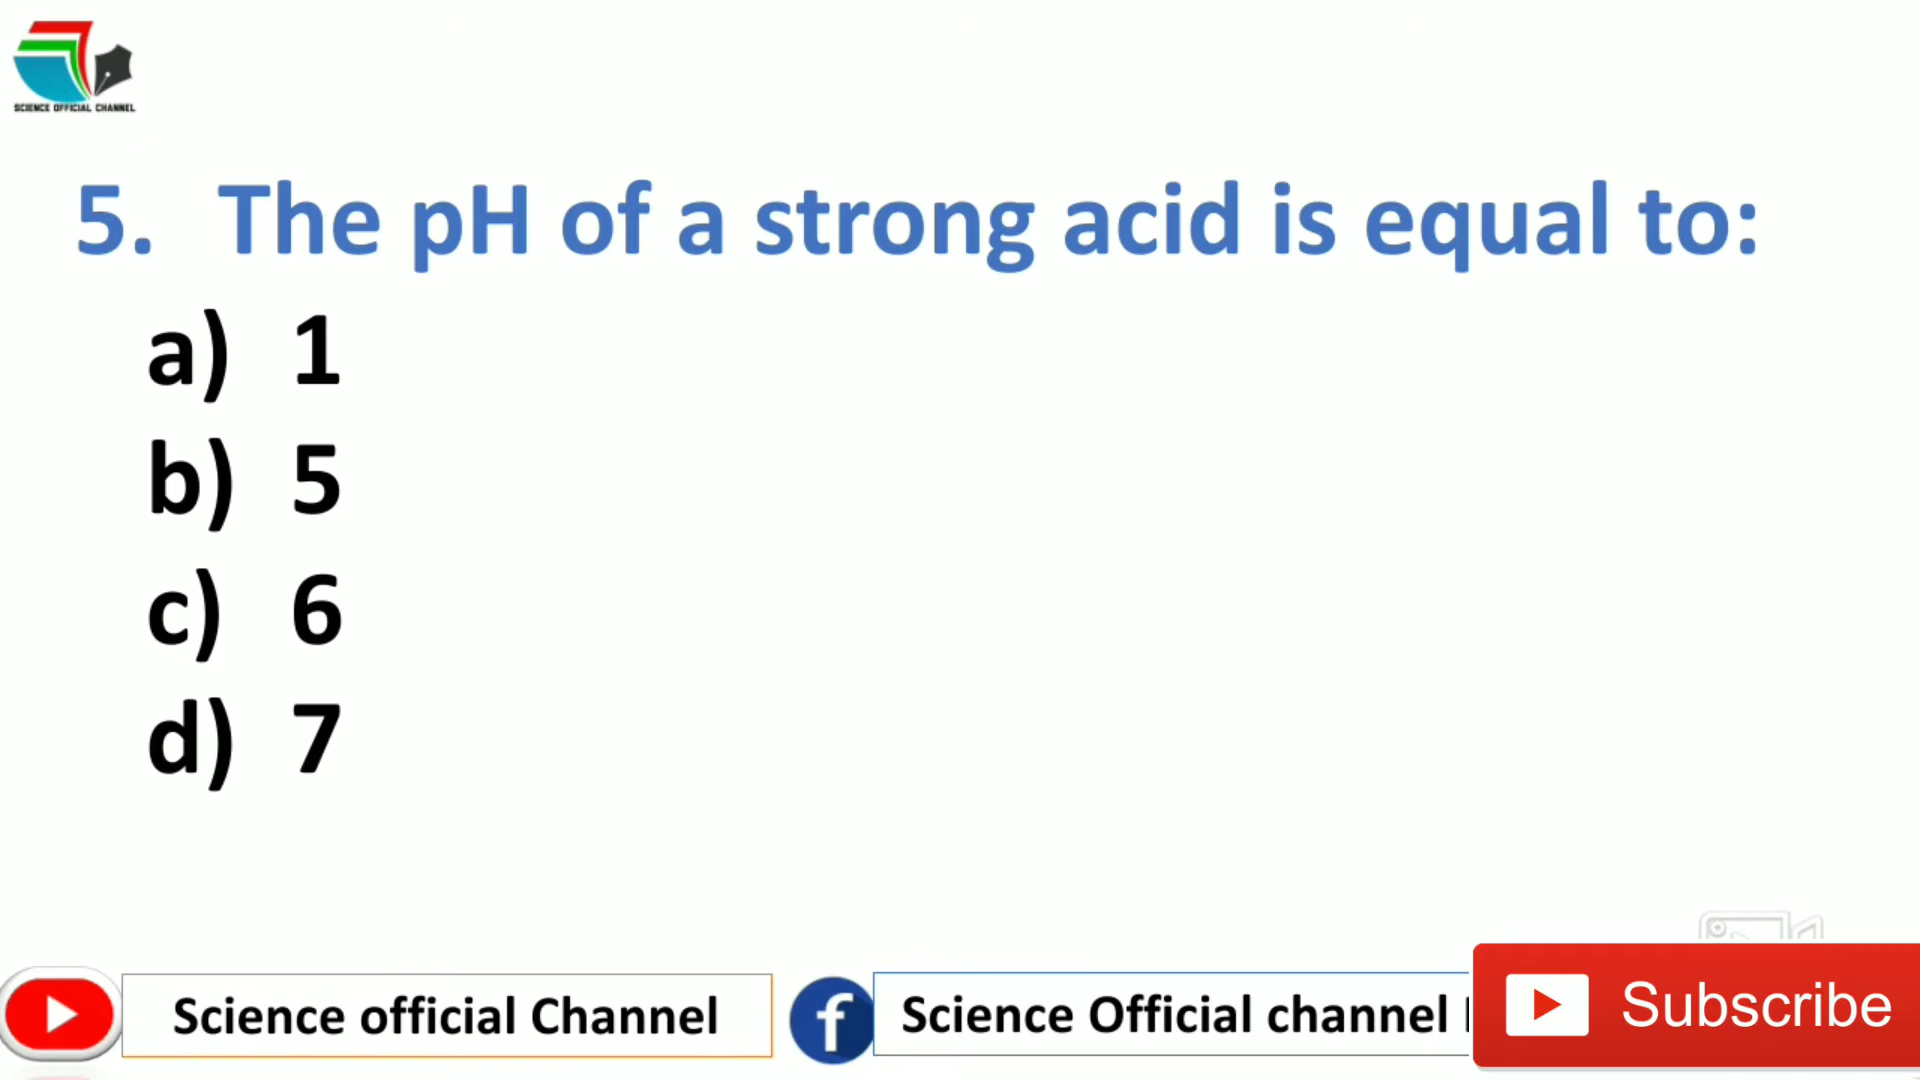 SCIENCE OFFICIAL CHANNEL
5. The pH of a strong acid is equal to:
a) 1
b) 5
c) 6
d) 7
Science official Channel
Science Official channel
Subscribe